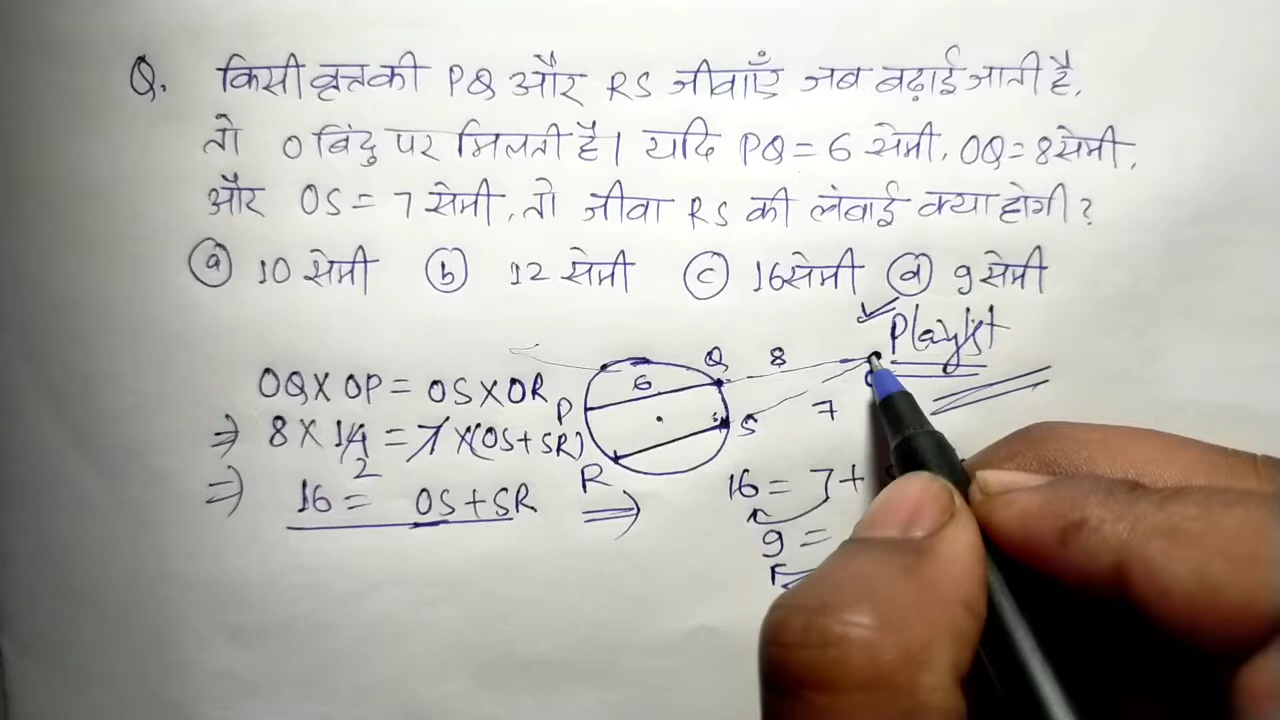 Q. किसी वृत्त की PQ और RS जीवाएँ जब बढ़ाई जाती है,
तो O बिंदु पर मिलती है। यदि PQ = 6 सेमी, OQ = 8 सेमी,
और OS = 7 सेमी, तो जीवा RS की लंबाई क्या होगी ?
(a) 10 सेमी (b) 12 सेमी (c) 16 सेमी (d) 9 सेमी
Playlist
Q 8
6
OQ × OP = OS × OR
P
S 7
⇒ 8 × 14 = 7 × (OS + SR)
2
R
⇒ 16 = OS + SR ⇒ 16 = 7 +
9 =